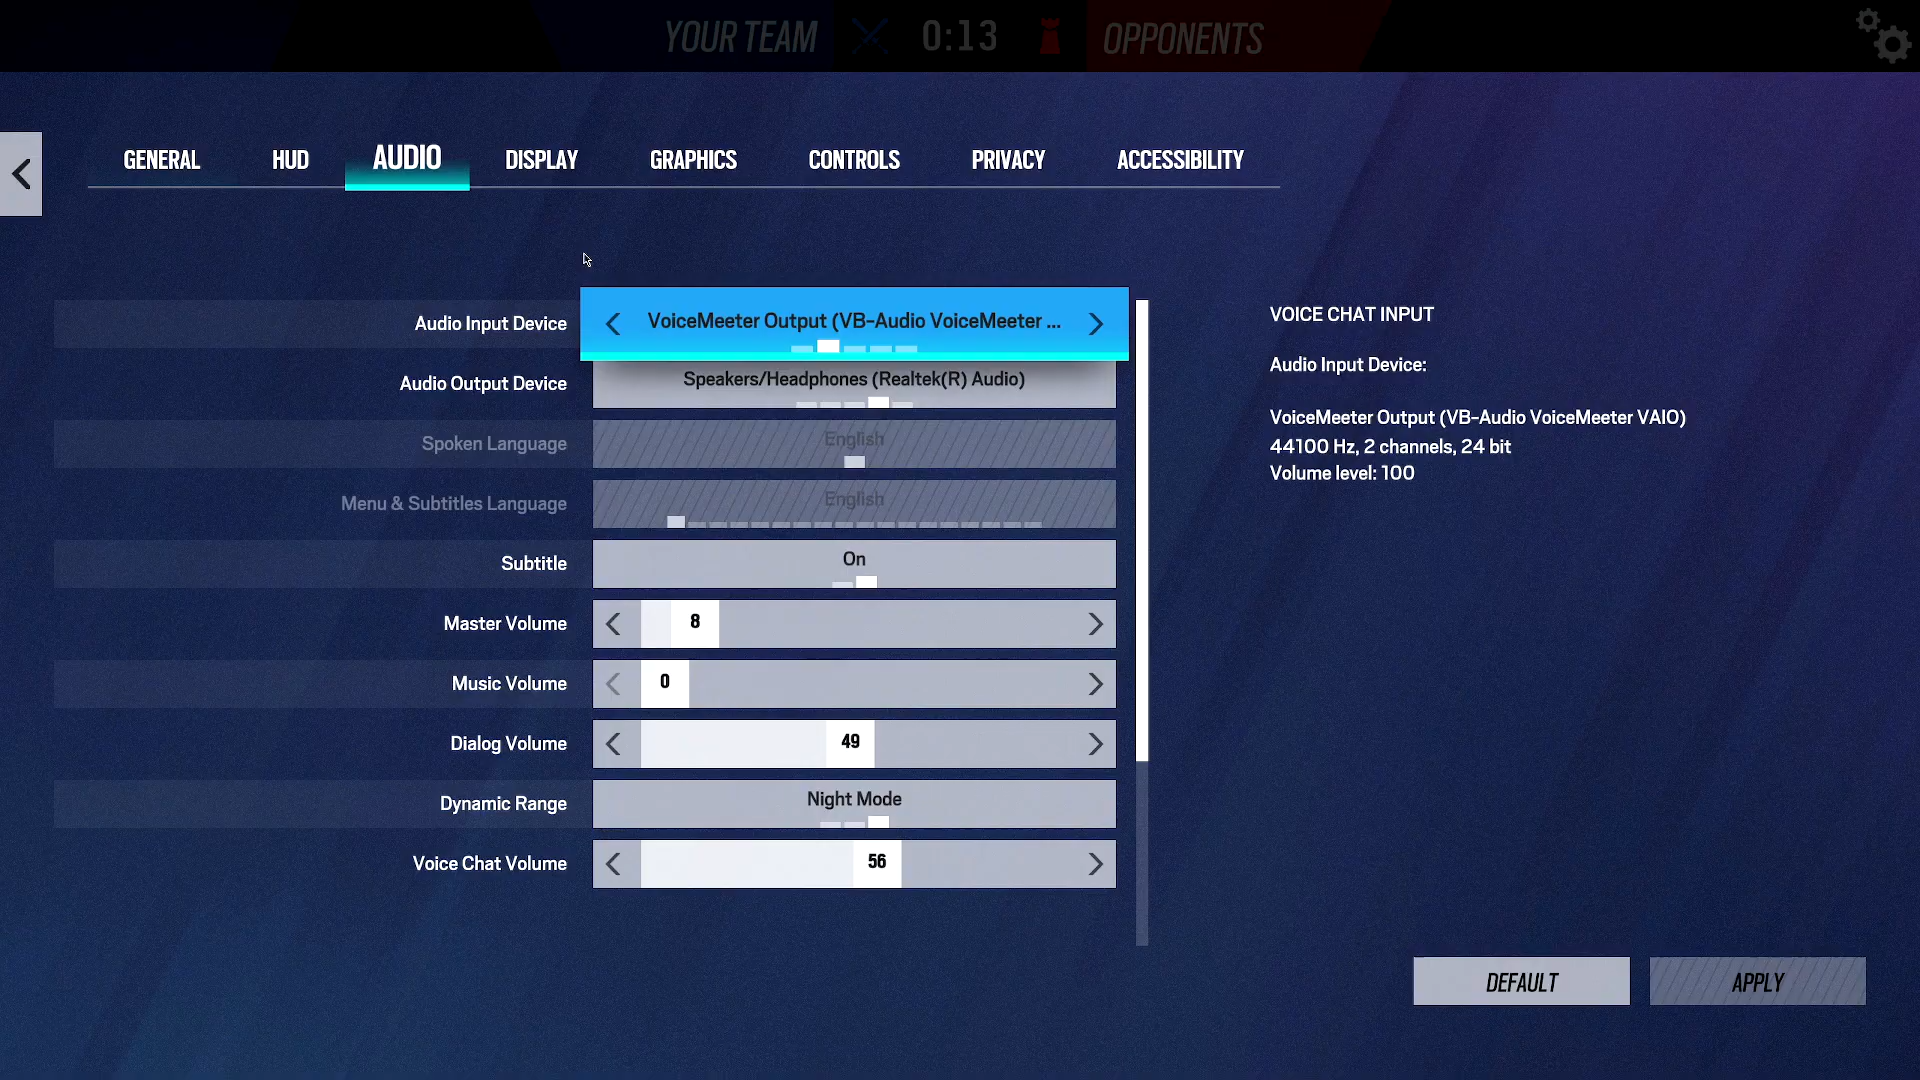 YOUR TEAM 0:13 OPPONENTS
GENERAL HUD AUDIO DISPLAY GRAPHICS CONTROLS PRIVACY ACCESSIBILITY
Audio Input Device VoiceMeeter Output (VB-Audio VoiceMeeter ...
Audio Output Device Speakers/Headphones (Realtek(R) Audio)
Spoken Language English
Menu & Subtitles Language English
Subtitle On
Master Volume 8
Music Volume 0
Dialog Volume 49
Dynamic Range Night Mode
Voice Chat Volume 56
VOICE CHAT INPUT
Audio Input Device:
VoiceMeeter Output (VB-Audio VoiceMeeter VAIO)
44100 Hz, 2 channels, 24 bit
Volume level: 100
DEFAULT APPLY